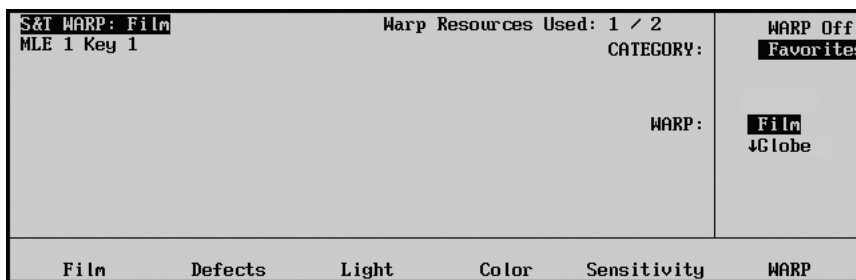 S&T WARP: Film Warp Resources Used: 1 / 2 WARP Off
MLE 1 Key 1 CATEGORY: Favorites
WARP: Film
↓Globe
Film Defects Light Color Sensitivity WARP